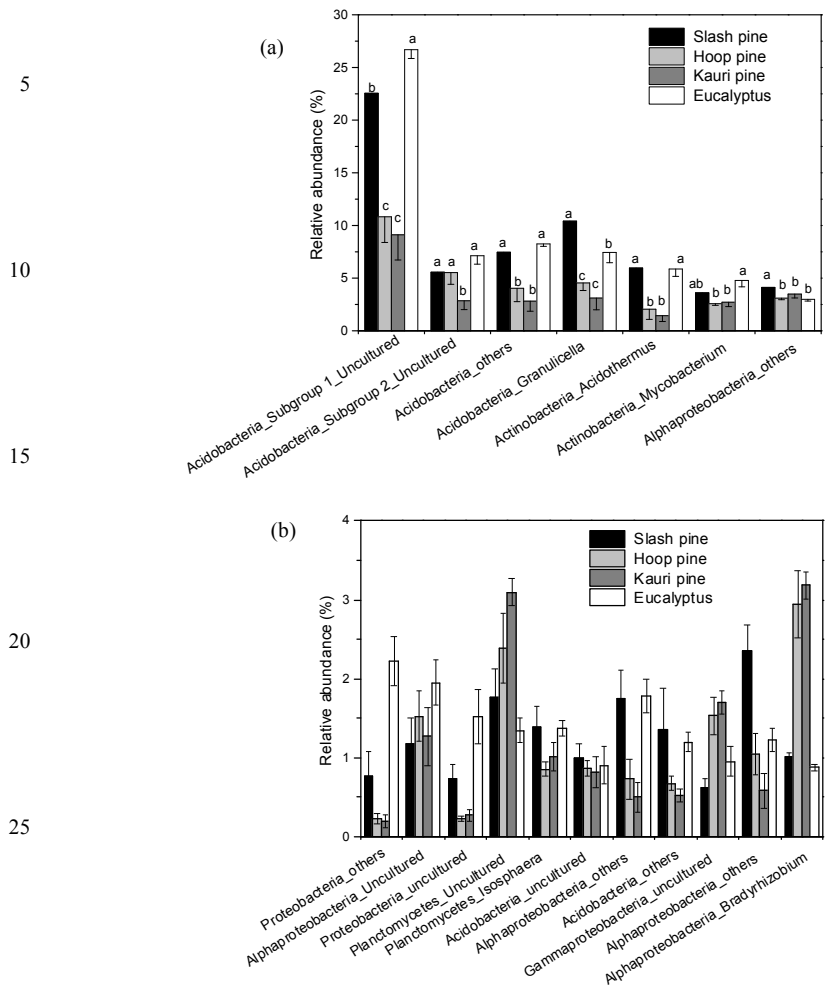 5
10
15
20
25
(a)
Relative abundance (%)
30
25
20
15
10
5
0
Slash pine
Hoop pine
Kauri pine
Eucalyptus
b c c a
a a b a
a b b a
a c c b
a b b a
ab b b a
a b b b
Acidobacteria_Subgroup 1_Uncultured
Acidobacteria_Subgroup 2_Uncultured
Acidobacteria_others
Acidobacteria_Granulicella
Actinobacteria_Acidothermus
Actinobacteria_Mycobacterium
Alphaproteobacteria_others
(b)
Relative abundance (%)
4
3
2
1
0
Slash pine
Hoop pine
Kauri pine
Eucalyptus
Proteobacteria_others
Alphaproteobacteria_Uncultured
Proteobacteria_uncultured
Planctomycetes_Uncultured
Planctomycetes_Isosphaera
Acidobacteria_uncultured
Alphaproteobacteria_others
Acidobacteria_others
Gammaproteobacteria_uncultured
Alphaproteobacteria_others
Alphaproteobacteria_Bradyrhizobium